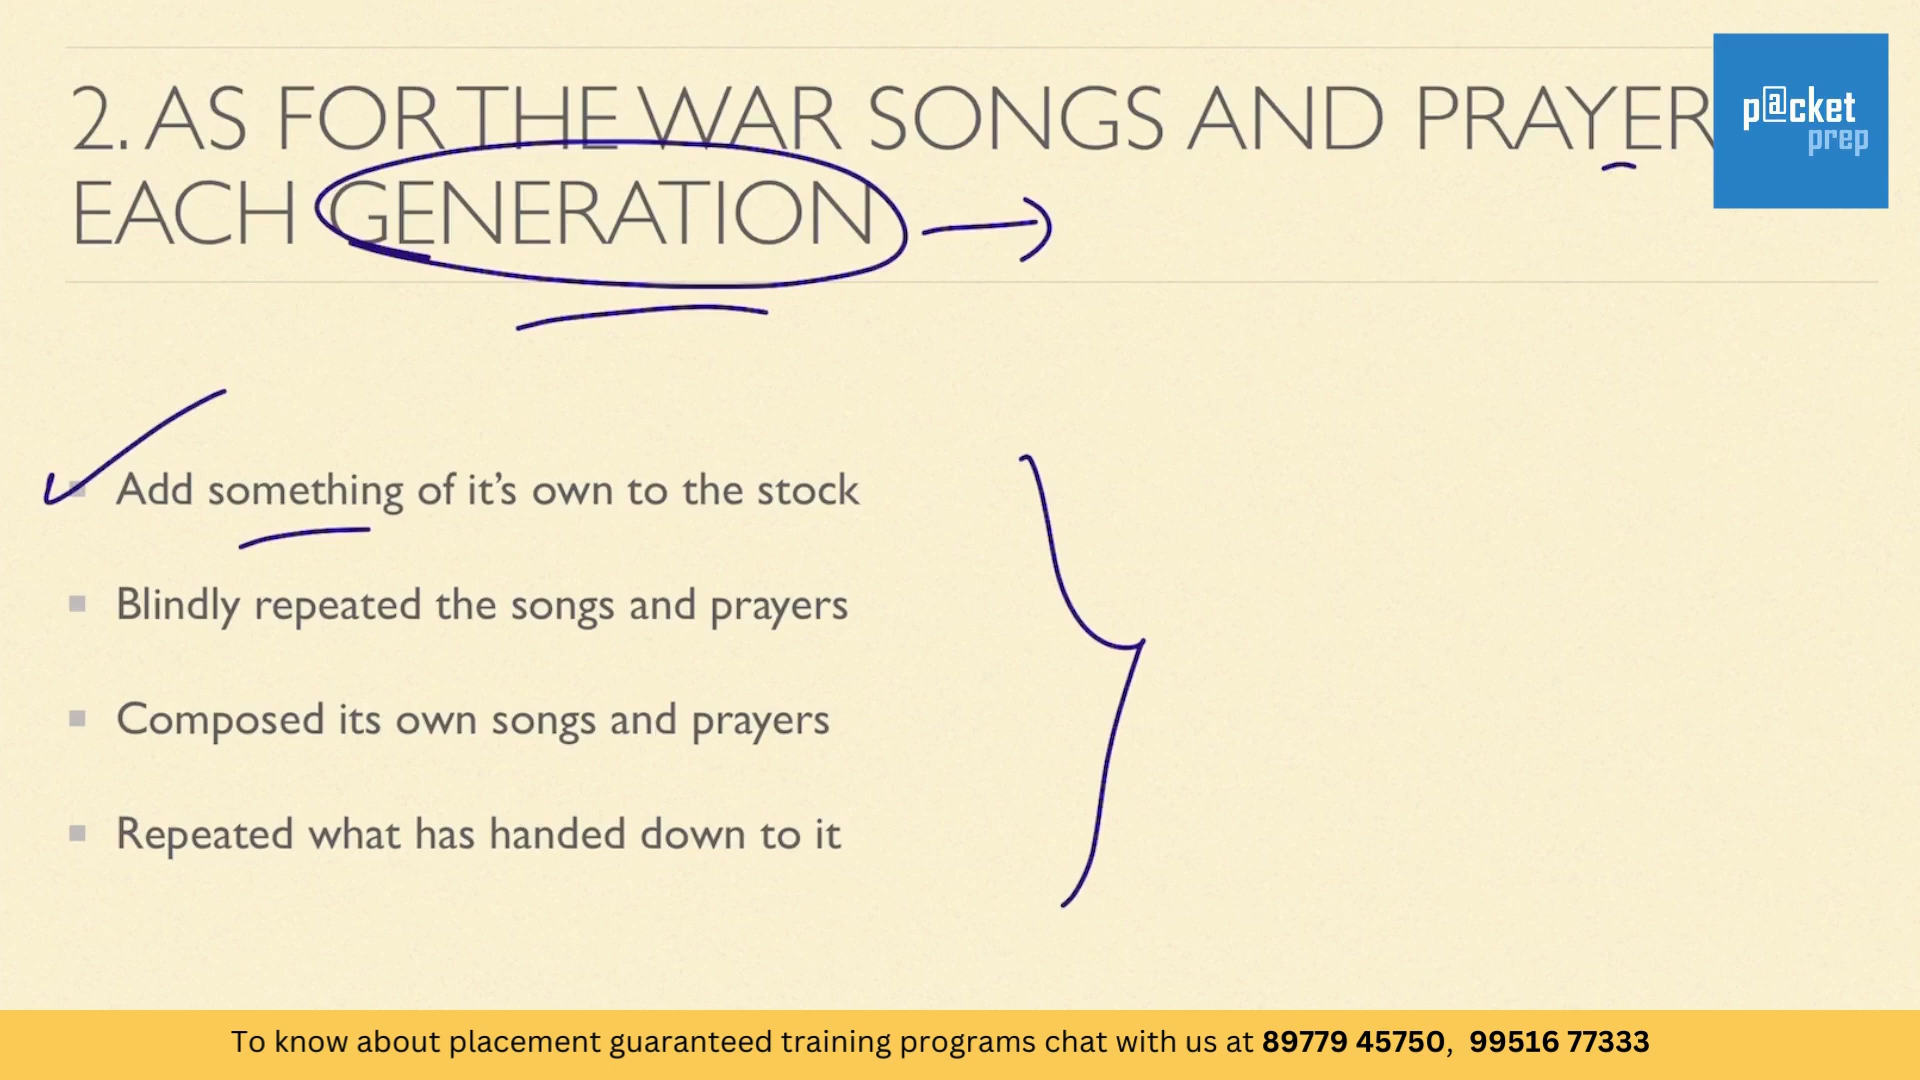 2. AS FOR THE WAR SONGS AND PRAYER
EACH GENERATION
p@cket
prep
Add something of it's own to the stock
Blindly repeated the songs and prayers
Composed its own songs and prayers
Repeated what has handed down to it
To know about placement guaranteed training programs chat with us at 89779 45750, 99516 77333